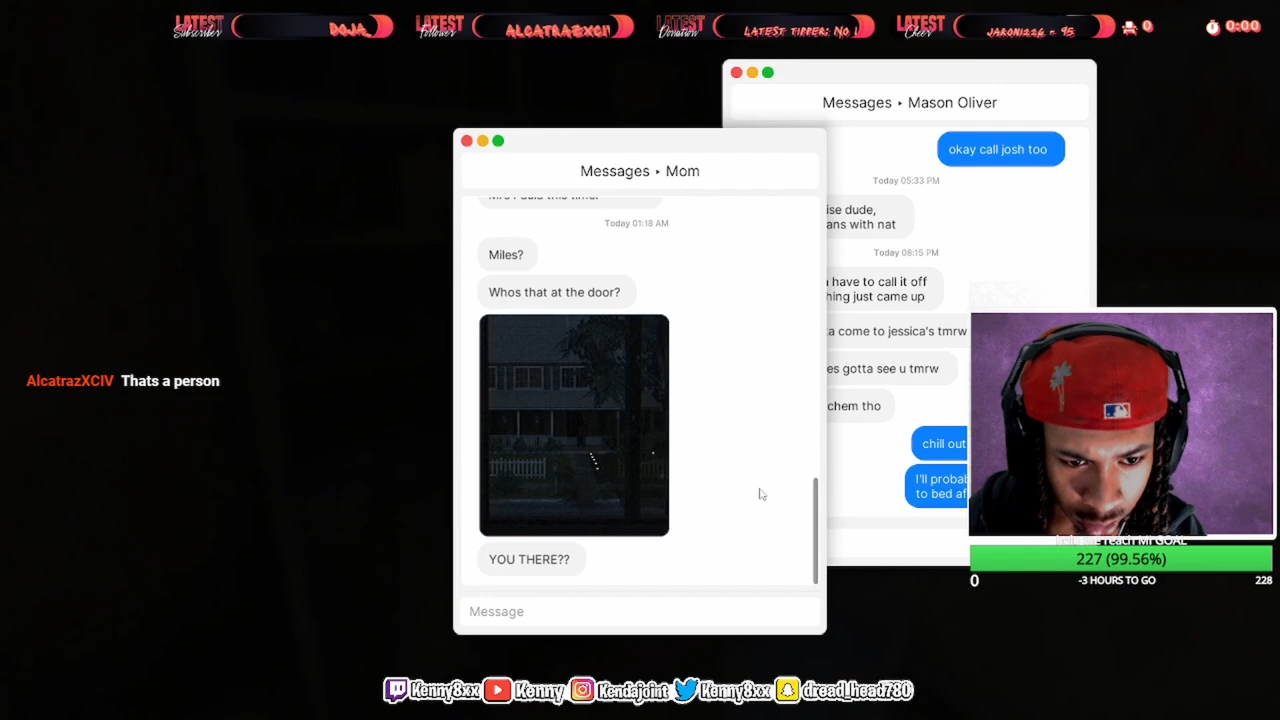 LATEST
Subscriber
DOJA_
LATEST
Follower
ALCATRAZXCI
LATEST
Donation
LATEST TIPPER: NO
LATEST
Cheer
JARON1226 - 95
0
0:00
Messages ‣ Mason Oliver
okay call josh too
Today 05:33 PM
ise dude,
ans with nat
Today 08:15 PM
have to call it off
hing just came up
a come to jessica's tmrw
es gotta see u tmrw
chem tho
chill out
I'll probab
to bed af
Messages ‣ Mom
Today 01:18 AM
Miles?
Whos that at the door?
YOU THERE??
Message
AlcatrazXCIV Thats a person
227 (99.56%)
0
-3 HOURS TO GO
228
Kenny8xx
Kenny
Kendajoint
Kenny8xx
dread_head780